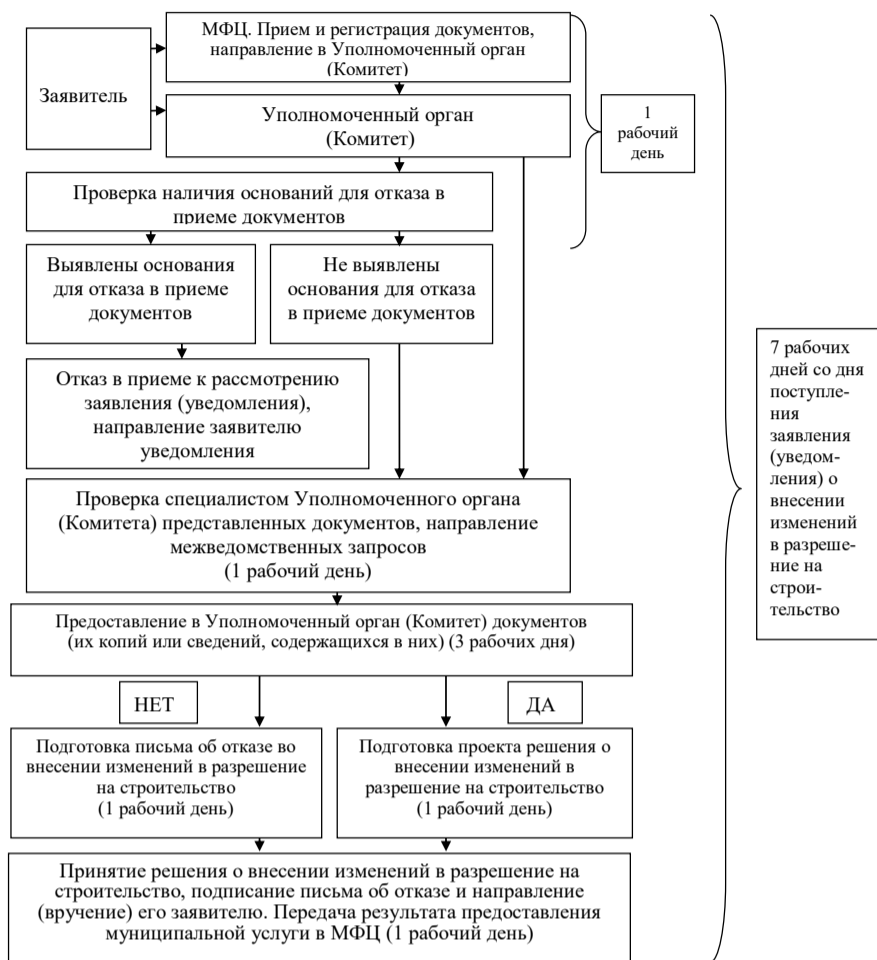 МФЦ. Прием и регистрация документов,
направление в Уполномоченный орган
(Комитет)
Заявитель
Уполномоченный орган
(Комитет)
1
рабочий
день
Проверка наличия оснований для отказа в
приеме документов
Выявлены основания
для отказа в приеме
документов
Не выявлены
основания для отказа
в приеме документов
Отказ в приеме к рассмотрению
заявления (уведомления),
направление заявителю
уведомления
7 рабочих
дней со дня
поступле-
ния
заявления
(уведом-
ления) о
внесении
изменений
в разреше-
ние на
строи-
тельство
Проверка специалистом Уполномоченного органа
(Комитета) представленных документов, направление
межведомственных запросов
(1 рабочий день)
Предоставление в Уполномоченный орган (Комитет) документов
(их копий или сведений, содержащихся в них) (3 рабочих дня)
НЕТ
ДА
Подготовка письма об отказе во
внесении изменений в разрешение
на строительство
(1 рабочий день)
Подготовка проекта решения о
внесении изменений в
разрешение на строительство
(1 рабочий день)
Принятие решения о внесении изменений в разрешение на
строительство, подписание письма об отказе и направление
(вручение) его заявителю. Передача результата предоставления
муниципальной услуги в МФЦ (1 рабочий день)